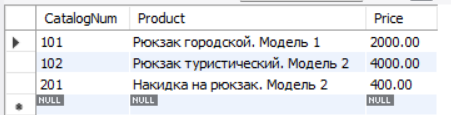 CatalogNum Product Price
101 Рюкзак городской. Модель 1 2000.00
102 Рюкзак туристический. Модель 2 4000.00
201 Накидка на рюкзак. Модель 2 400.00
NULL NULL NULL